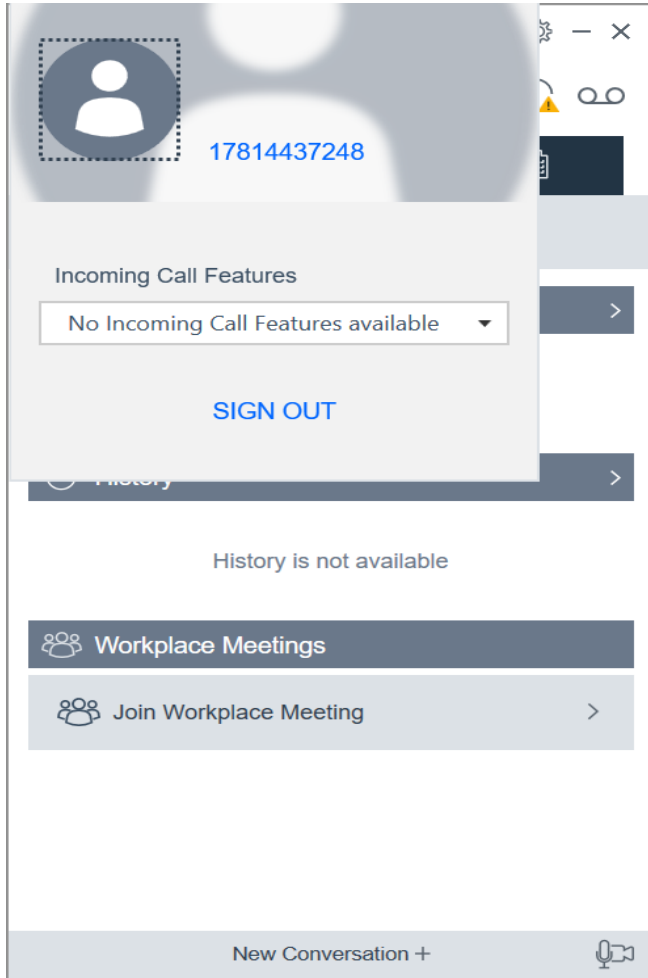 17814437248
Incoming Call Features
No Incoming Call Features available
SIGN OUT
History
History is not available
Workplace Meetings
Join Workplace Meeting
New Conversation +